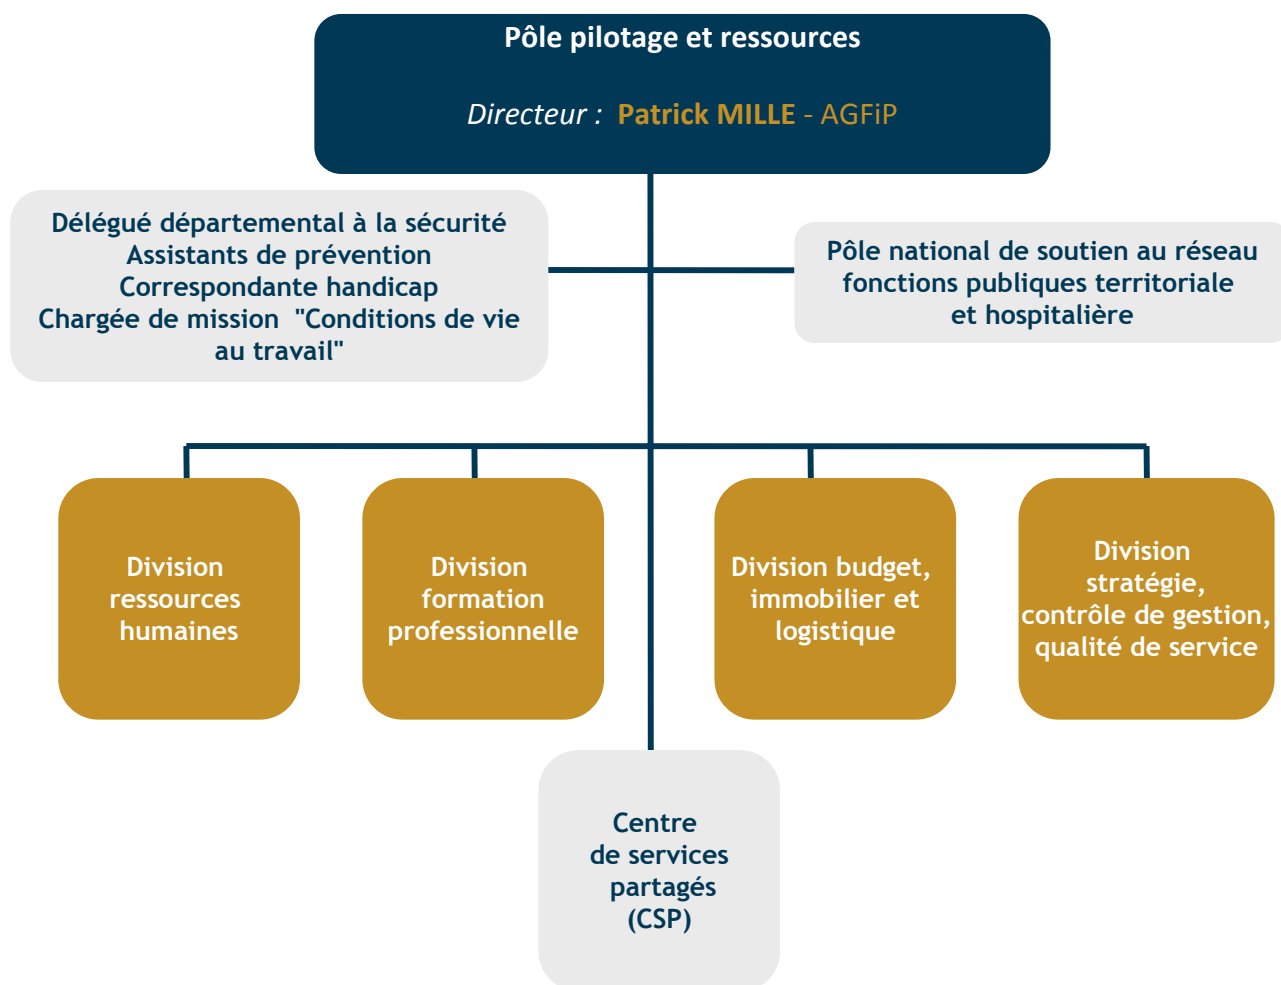 Pôle pilotage et ressources
Directeur : Patrick MILLE - AGFiP
Délégué départemental à la sécurité
Assistants de prévention
Correspondante handicap
Chargée de mission "Conditions de vie
au travail"
Pôle national de soutien au réseau
fonctions publiques territoriale
et hospitalière
Division
ressources
humaines
Division
formation
professionnelle
Division budget,
immobilier et
logistique
Division
stratégie,
contrôle de gestion,
qualité de service
Centre
de services
partagés
(CSP)